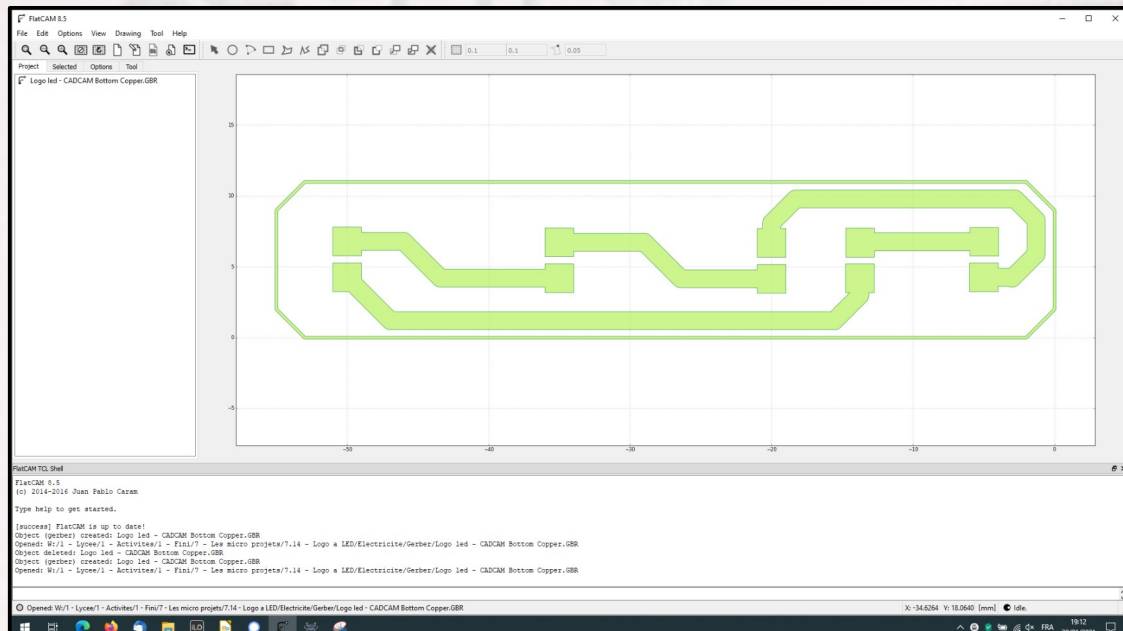 FlatCAM 8.5
File Edit Options View Drawing Tool Help
0.1 0.1 0.05
Project Selected Options Tool
Logo led - CADCAM Bottom Copper.GBR
15
10
5
0
-5
-50 -40 -30 -20 -10 0
FlatCAM TCL Shell
FlatCAM 8.5
(c) 2014-2016 Juan Pablo Caram
Type help to get started.
[success] FlatCAM is up to date!
Object (gerber) created: Logo led - CADCAM Bottom Copper.GBR
Opened: W:/1 - Lycee/1 - Activites/1 - Fini/7 - Les micro projets/7.14 - Logo a LED/Electricite/Gerber/Logo led - CADCAM Bottom Copper.GBR
Object deleted: Logo led - CADCAM Bottom Copper.GBR
Object (gerber) created: Logo led - CADCAM Bottom Copper.GBR
Opened: W:/1 - Lycee/1 - Activites/1 - Fini/7 - Les micro projets/7.14 - Logo a LED/Electricite/Gerber/Logo led - CADCAM Bottom Copper.GBR
Opened: W:/1 - Lycee/1 - Activites/1 - Fini/7 - Les micro projets/7.14 - Logo a LED/Electricite/Gerber/Logo led - CADCAM Bottom Copper.GBR X: -34.6264 Y: 18.0640 [mm] Idle.
iLO FRA 19:12